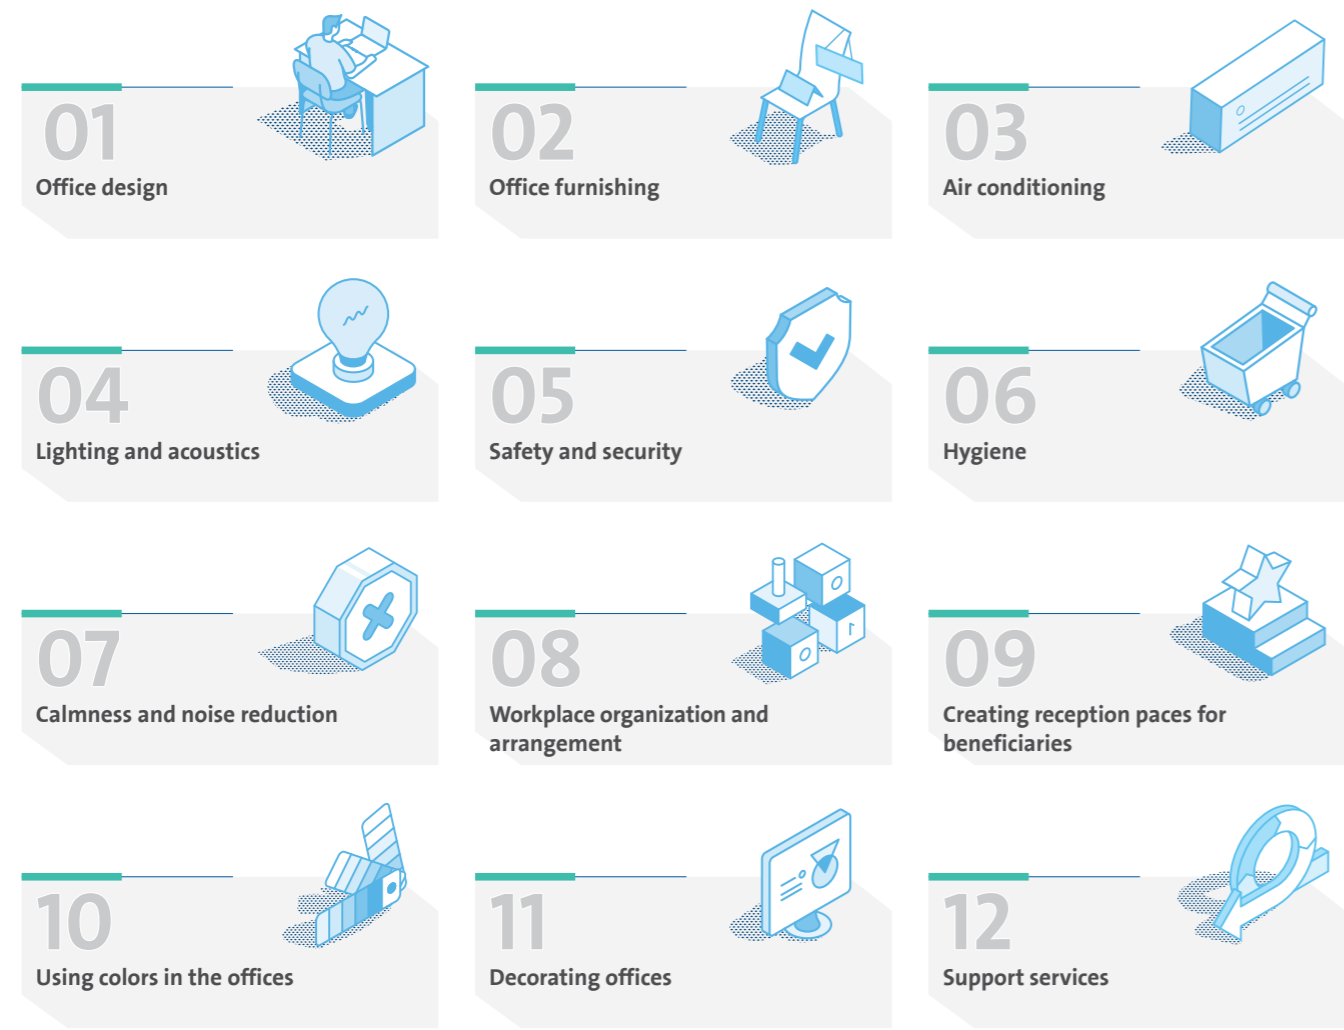 01
Office design
02
Office furnishing
03
Air conditioning
04
Lighting and acoustics
05
Safety and security
06
Hygiene
07
Calmness and noise reduction
08
Workplace organization and
arrangement
09
Creating reception paces for
beneficiaries
10
Using colors in the offices
11
Decorating offices
12
Support services